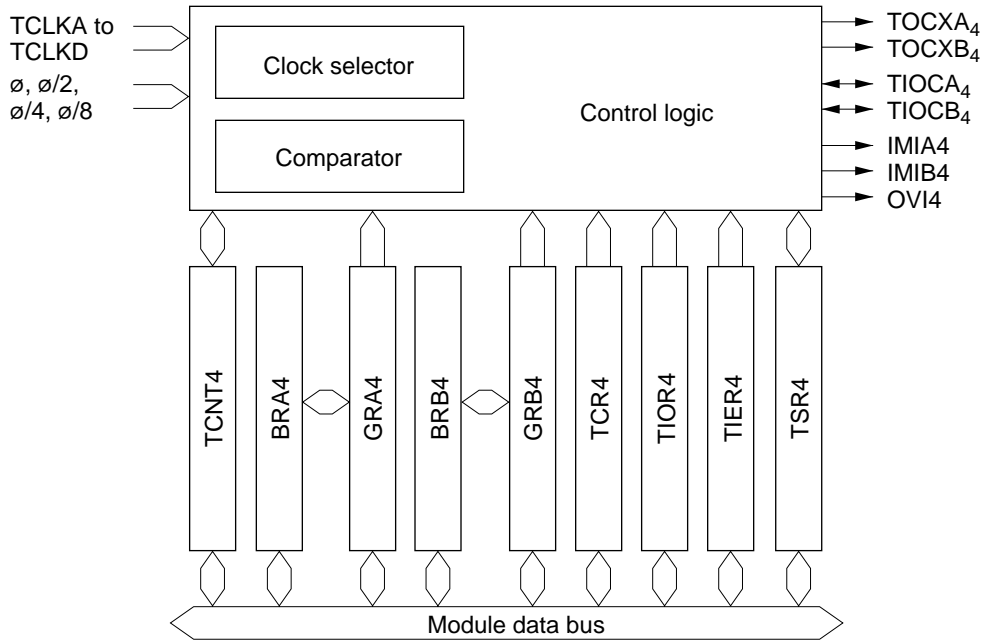 TCLKA to
TCLKD
ø, ø/2,
ø/4, ø/8
Clock selector
Comparator
Control logic
TOCXA4
TOCXB4
TIOCA4
TIOCB4
IMIA4
IMIB4
OVI4
TCNT4
BRA4
GRA4
BRB4
GRB4
TCR4
TIOR4
TIER4
TSR4
Module data bus